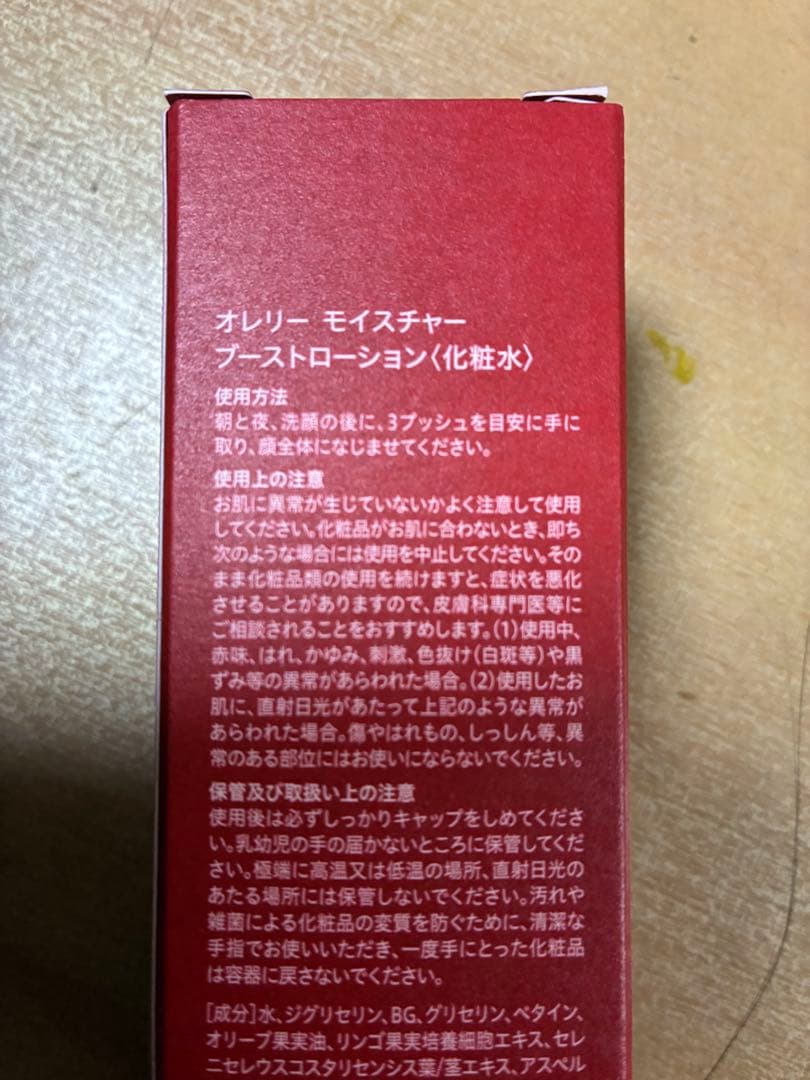 オレリー モイスチャー
ブーストローション〈化粧水〉
使用方法
朝と夜、洗顔の後に、3プッシュを目安に手に
取り、顔全体になじませてください。
使用上の注意
お肌に異常が生じていないかよく注意して使用
してください。化粧品がお肌に合わないとき、即ち
次のような場合には使用を中止してください。その
まま化粧品類の使用を続けますと、症状を悪化
させることがありますので、皮膚科専門医等に
ご相談されることをおすすめします。(1)使用中、
赤味、はれ、かゆみ、刺激、色抜け(白斑等)や黒
ずみ等の異常があらわれた場合。(2)使用したお
肌に、直射日光があたって上記のような異常が
あらわれた場合。傷やはれもの、しっしん等、異
常のある部位にはお使いにならないでください。
保管及び取扱い上の注意
使用後は必ずしっかりキャップをしめてくださ
い。乳幼児の手の届かないところに保管してくだ
さい。極端に高温又は低温の場所、直射日光の
あたる場所には保管しないでください。汚れや
雑菌による化粧品の変質を防ぐために、清潔な
手指でお使いいただき、一度手にとった化粧品
は容器に戻さないでください。
[成分]水、ジグリセリン、BG、グリセリン、ベタイン、
オリーブ果実油、リンゴ果実培養細胞エキス、セレ
ニセレウスコスタリセンシス葉/茎エキス、アスペル